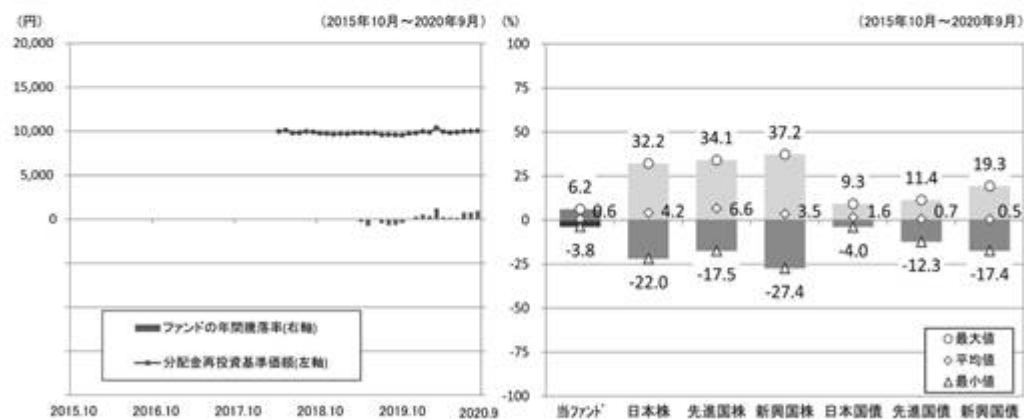 (円)
(2015年10月～2020年9月)
20,000
15,000
10,000
5,000
0
ファンドの年間騰落率(右軸)
分配金再投資基準価額(左軸)
2015.10 2016.10 2017.10 2018.10 2019.10 2020.9
(%)
(2015年10月～2020年9月)
100
75
50
25
0
-25
-50
-75
-100
6.2 32.2 34.1 37.2 9.3 11.4 19.3
0.6 4.2 6.6 3.5 1.6 0.7 0.5
-3.8 -22.0 -17.5 -27.4 -4.0 -12.3 -17.4
最大値
平均値
最小値
当ファンド 日本株 先進国株 新興国株 日本国債 先進国債 新興国債